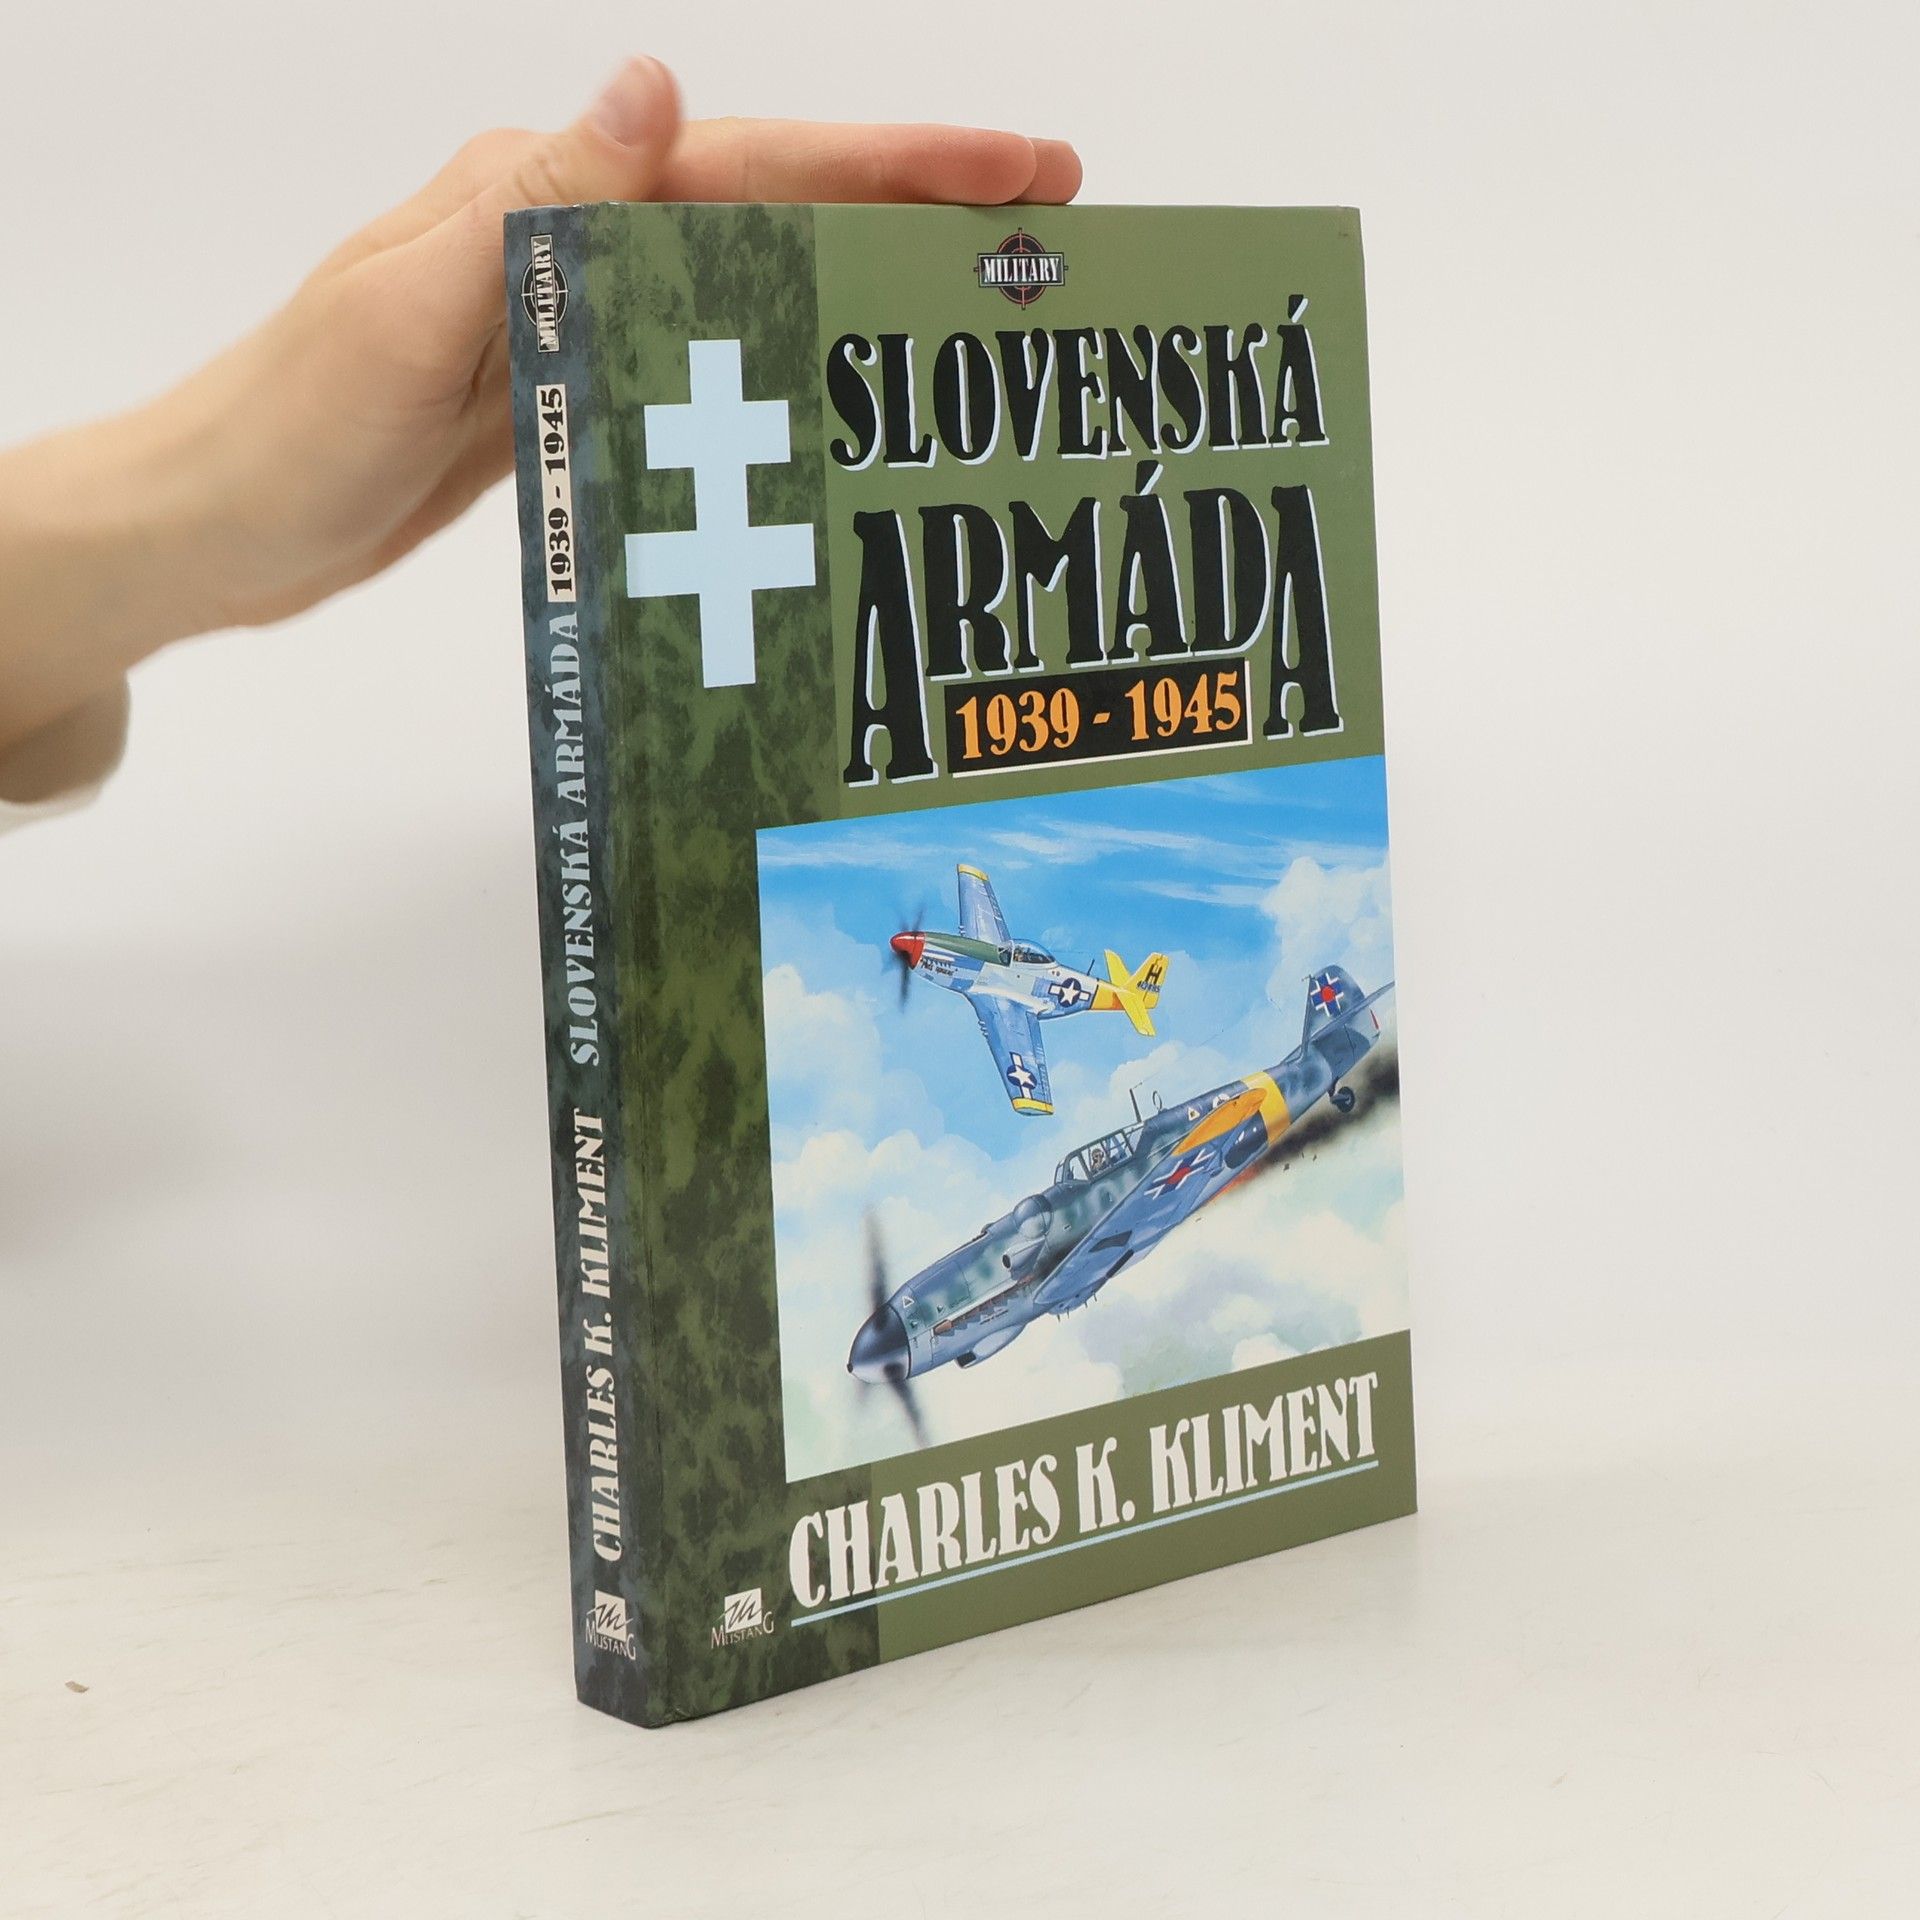 MILITARY
SLOVENSKÁ
ARMÁDA
1939 - 1945
H
CHARLES K. KLIMENT
MUSTANG
MILITARY
1939 - 1945
SLOVENSKÁ ARMÁDA
CHARLES K. KLIMENT
MUSTANG